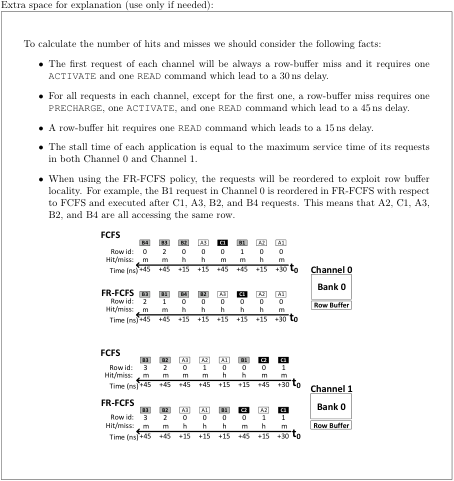 Extra space for explanation (use only if needed):
To calculate the number of hits and misses we should consider the following facts:
• The first request of each channel will be always a row-buffer miss and it requires one
ACTIVATE and one READ command which lead to a 30 ns delay.
• For all requests in each channel, except for the first one, a row-buffer miss requires one
PRECHARGE, one ACTIVATE, and one READ command which lead to a 45 ns delay.
• A row-buffer hit requires one READ command which leads to a 15 ns delay.
• The stall time of each application is equal to the maximum service time of its requests
in both Channel 0 and Channel 1.
• When using the FR-FCFS policy, the requests will be reordered to exploit row buffer
locality. For example, the B1 request in Channel 0 is reordered in FR-FCFS with respect
to FCFS and executed after C1, A3, B2, and B4 requests. This means that A2, C1, A3,
B2, and B4 are all accessing the same row.
FCFS
B4 B3 B2 A3 C1 B1 A2 A1
Row id: 0 2 0 0 0 1 0 0
Hit/miss: m m h h m m h m
Time (ns) +45 +45 +15 +15 +45 +45 +15 +30 t0
Channel 0
Bank 0
Row Buffer
FR-FCFS B3 B1 B4 B2 A3 C1 A2 A1
Row id: 2 1 0 0 0 0 0 0
Hit/miss: m m h h h h h m
Time (ns) +45 +45 +15 +15 +15 +15 +15 +30 t0
FCFS
B3 B2 A3 A2 A1 B1 C2 C1
Row id: 3 2 0 1 0 0 0 1
Hit/miss: m m m m h h m m
Time (ns) +45 +45 +45 +45 +15 +15 +45 +30 t0
Channel 1
Bank 0
Row Buffer
FR-FCFS
B3 B2 A3 A1 B1 C2 A2 C1
Row id: 3 2 0 0 0 0 1 1
Hit/miss: m m h h h m h m
Time (ns) +45 +45 +15 +15 +15 +45 +15 +30 t0